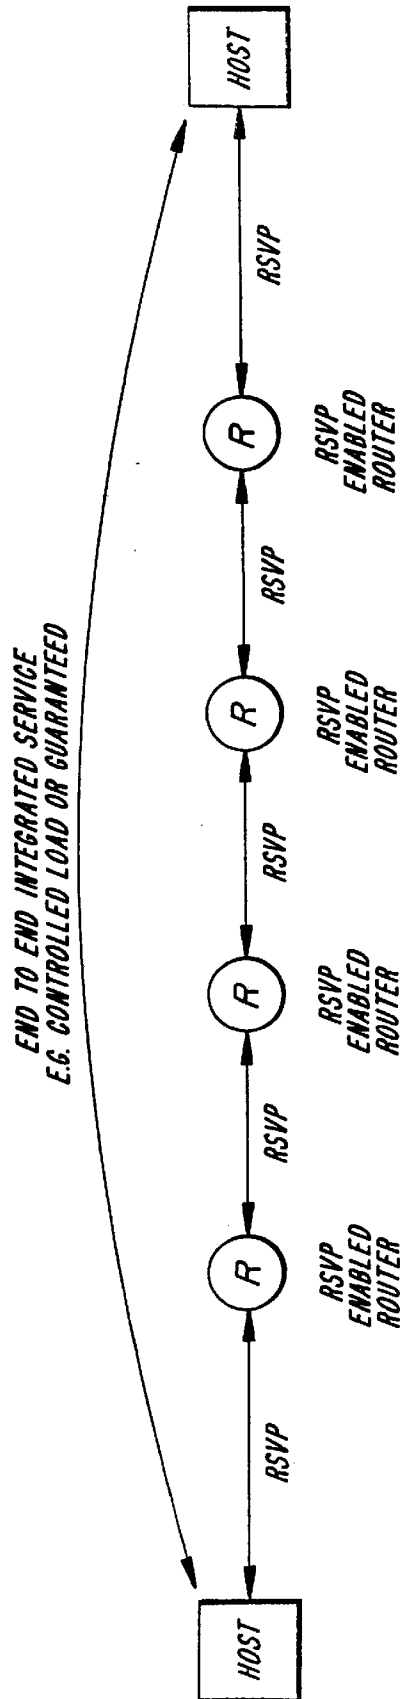 END TO END INTEGRATED SERVICE
E.G. CONTROLLED LOAD OR GUARANTEED
HOST
RSVP
R
RSVP
R
RSVP
R
RSVP
R
RSVP
HOST
RSVP
ENABLED
ROUTER
RSVP
ENABLED
ROUTER
RSVP
ENABLED
ROUTER
RSVP
ENABLED
ROUTER